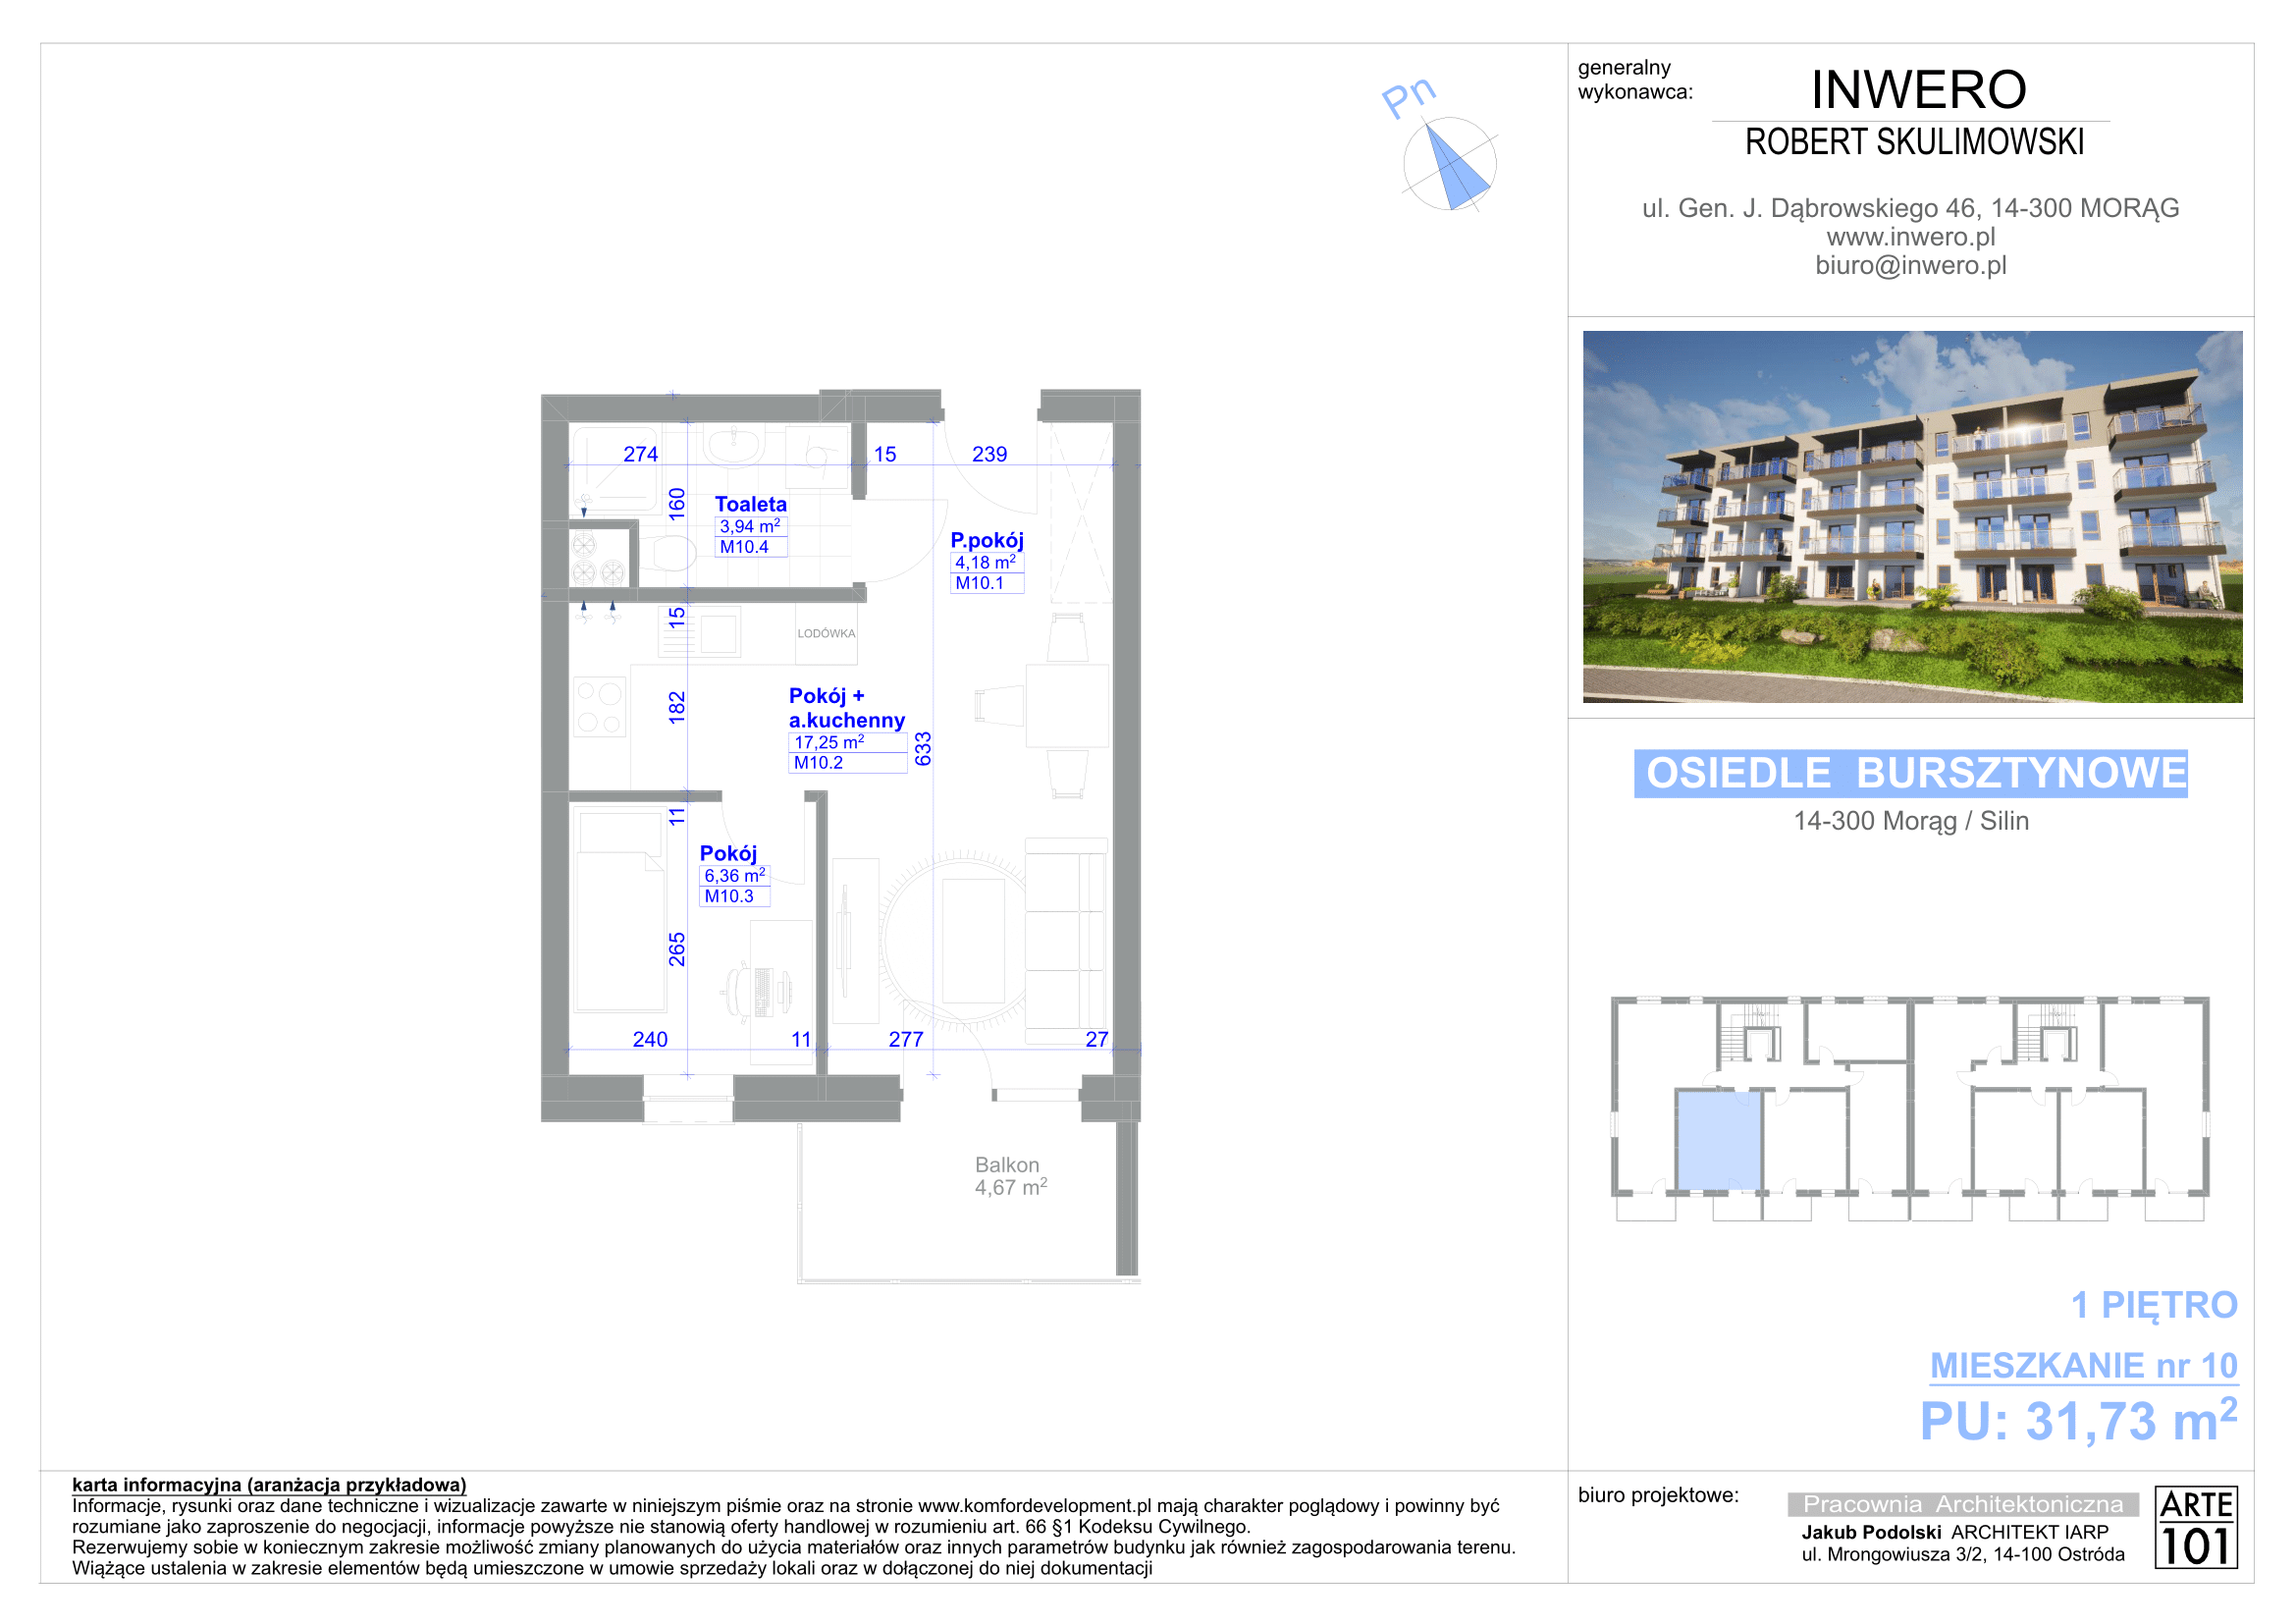 Pn
274
15
239
160
Toaleta
3,94 m²
M10.4
P.pokój
4,18 m²
M10.1
15
LODÓWKA
182
Pokój +
a.kuchenny
17,25 m²
M10.2
633
11
Pokój
6,36 m²
M10.3
265
240
11
277
27
Balkon
4,67 m²
generalny
wykonawca:
INWERO
ROBERT SKULIMOWSKI
ul. Gen. J. Dąbrowskiego 46, 14-300 MORĄG
www.inwero.pl
biuro@inwero.pl
OSIEDLE BURSZTYNOWE
14-300 Morąg / Silin
1 PIĘTRO
MIESZKANIE nr 10
PU: 31,73 m²
karta informacyjna (aranżacja przykładowa)
Informacje, rysunki oraz dane techniczne i wizualizacje zawarte w niniejszym piśmie oraz na stronie www.komfordevelopment.pl mają charakter poglądowy i powinny być
rozumiane jako zaproszenie do negocjacji, informacje powyższe nie stanowią oferty handlowej w rozumieniu art. 66 §1 Kodeksu Cywilnego.
Rezerwujemy sobie w koniecznym zakresie możliwość zmiany planowanych do użycia materiałów oraz innych parametrów budynku jak również zagospodarowania terenu.
Wiążące ustalenia w zakresie elementów będą umieszczone w umowie sprzedaży lokali oraz w dołączonej do niej dokumentacji
biuro projektowe:
Pracownia Architektoniczna
Jakub Podolski ARCHITEKT IARP
ul. Mrongowiusza 3/2, 14-100 Ostróda
ARTE
101